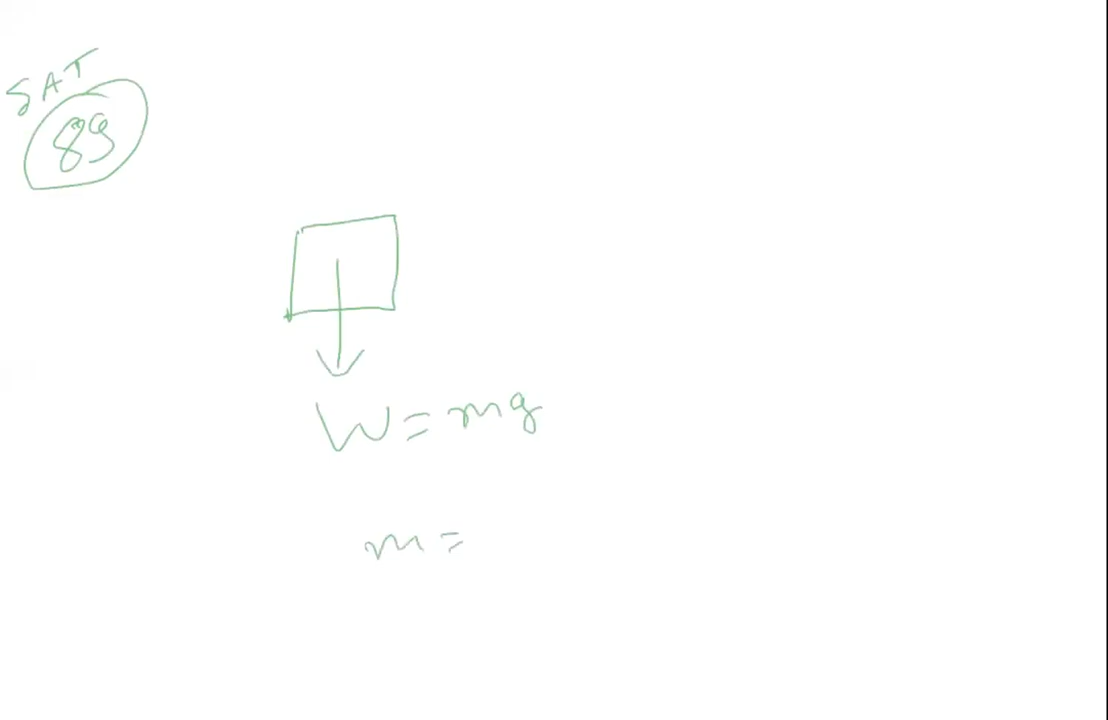 SAT
89
W = mg
m =